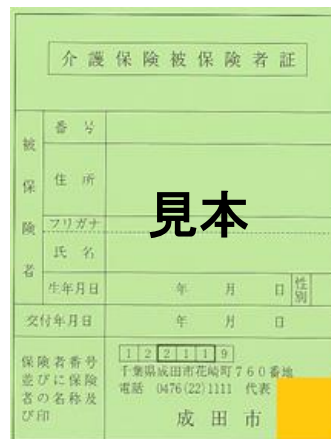 介護保険被保険者証
被保険者
番号
住所
見本
フリガナ
氏名
生年月日 年 月 日 性別
交付年月日 年 月 日
保険者番号
並びに保険
者の名称及
び印
122119
千葉県成田市花崎町760番地
電話 0476(22)1111 代表
成田市